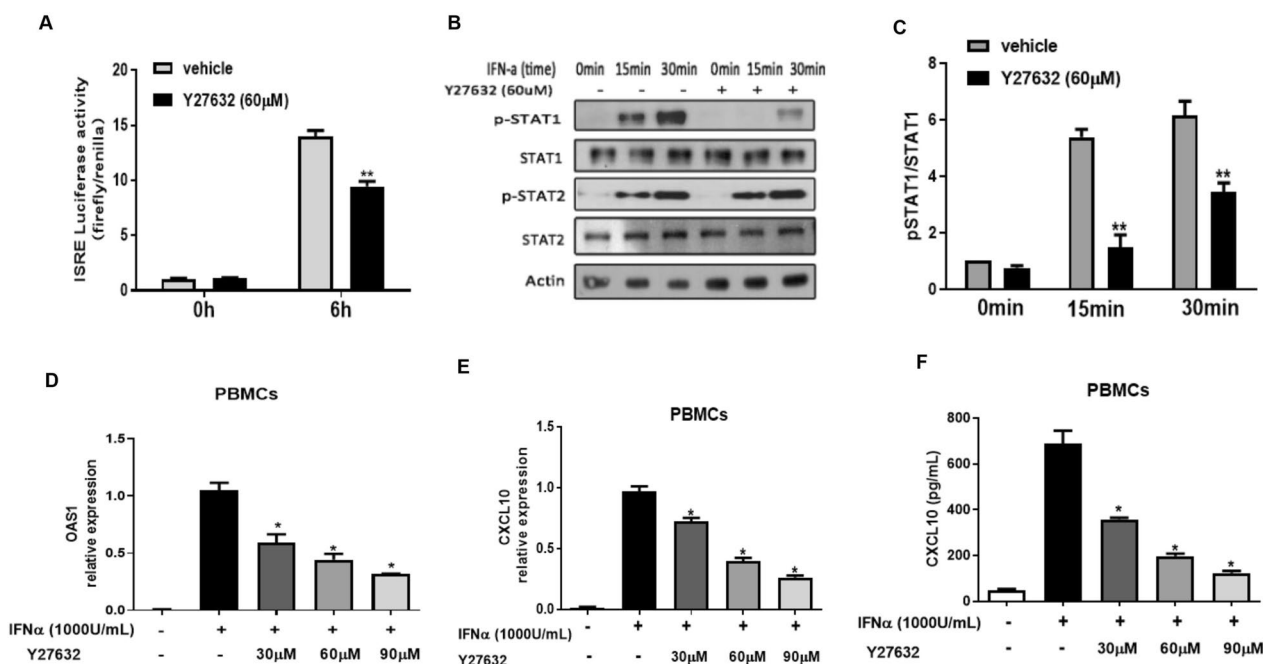 A
ISRE Luciferase activity
(firefly/renilla)
vehicle
Y27632 (60μM)
20
15
10
5
0
**
0h
6h
B
IFN-a (time) 0min 15min 30min 0min 15min 30min
Y27632 (60uM) - - - + + +
p-STAT1
STAT1
p-STAT2
STAT2
Actin
C
vehicle
Y27632 (60μM)
pSTAT1/STAT1
8
6
4
2
0
**
**
0min
15min
30min
D
PBMCs
OAS1
relative expression
1.5
1.0
0.5
0.0
*
*
*
IFNα (1000U/mL) - + + + +
Y27632 - - 30μM 60μM 90μM
E
PBMCs
CXCL10
relative expression
1.5
1.0
0.5
0.0
*
*
*
IFNα (1000U/mL) - + + + +
Y27632 - - 30μM 60μM 90μM
F
PBMCs
CXCL10 (pg/mL)
800
600
400
200
0
*
*
*
IFNα (1000U/mL) - + + + +
Y27632 - - 30μM 60μM 90μM